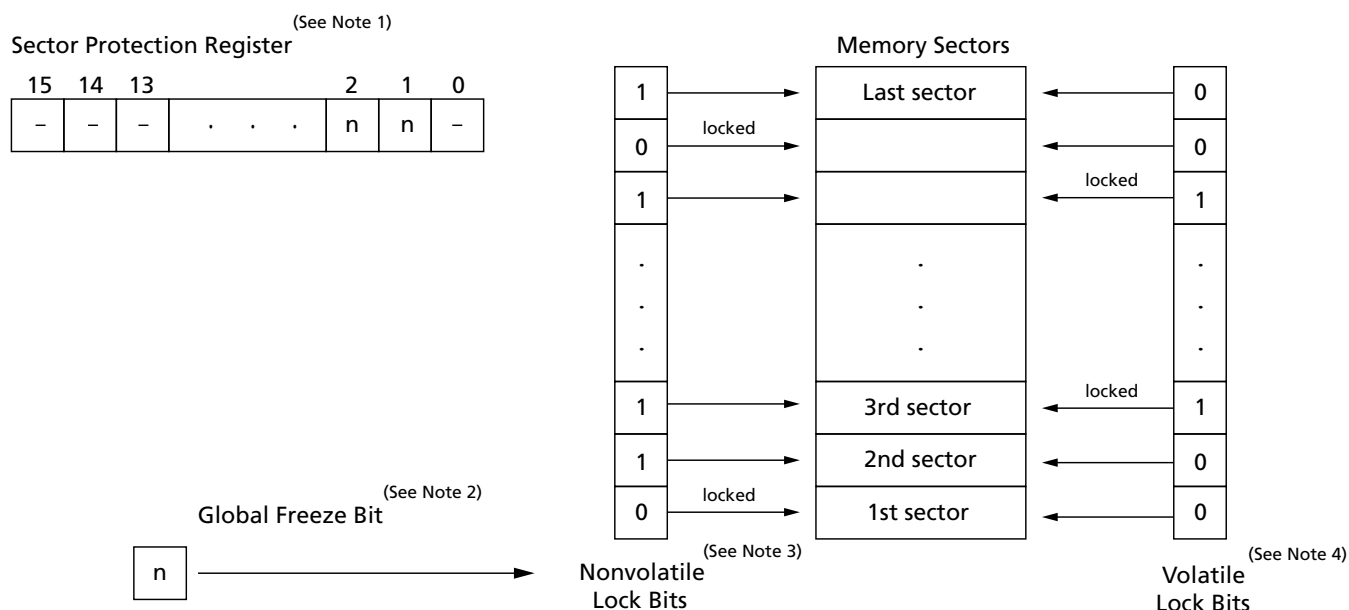 (See Note 1)
Sector Protection Register
Memory Sectors
15 14 13 2 1 0
– – – . . . n n –
1 Last sector 0
0 locked 0
1 locked 1
. . .
. . .
. . .
1 3rd sector locked 1
1 2nd sector 0
0 locked 1st sector 0
(See Note 2)
Global Freeze Bit
n
(See Note 3)
Nonvolatile
Lock Bits
(See Note 4)
Volatile
Lock Bits